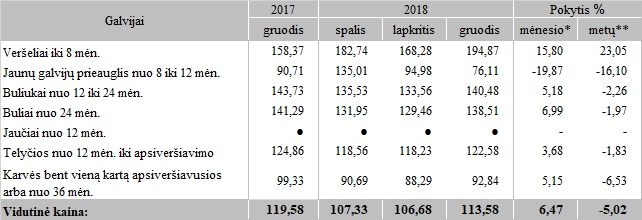 Galvijai 2017 2018 Pokytis %
gruodis spalis lapkritis gruodis mėnesio* metų**
Veršeliai iki 8 mėn. 158,37 182,74 168,28 194,87 15,80 23,05
Jaunų galvijų prieauglis nuo 8 iki 12 mėn. 90,71 135,01 94,98 76,11 -19,87 -16,10
Buliukai nuo 12 iki 24 mėn. 143,73 135,53 133,56 140,48 5,18 -2,26
Buliai nuo 24 mėn. 141,29 131,95 129,46 138,51 6,99 -1,97
Jaučiai nuo 12 mėn. ● ● ● ● - -
Telyčios nuo 12 mėn. iki apsiveršiavimo 124,86 118,56 118,23 122,58 3,68 -1,83
Karvės bent vieną kartą apsiveršiavusios
arba nuo 36 mėn. 99,33 90,69 88,29 92,84 5,15 -6,53
Vidutinė kaina: 119,58 107,33 106,68 113,58 6,47 -5,02